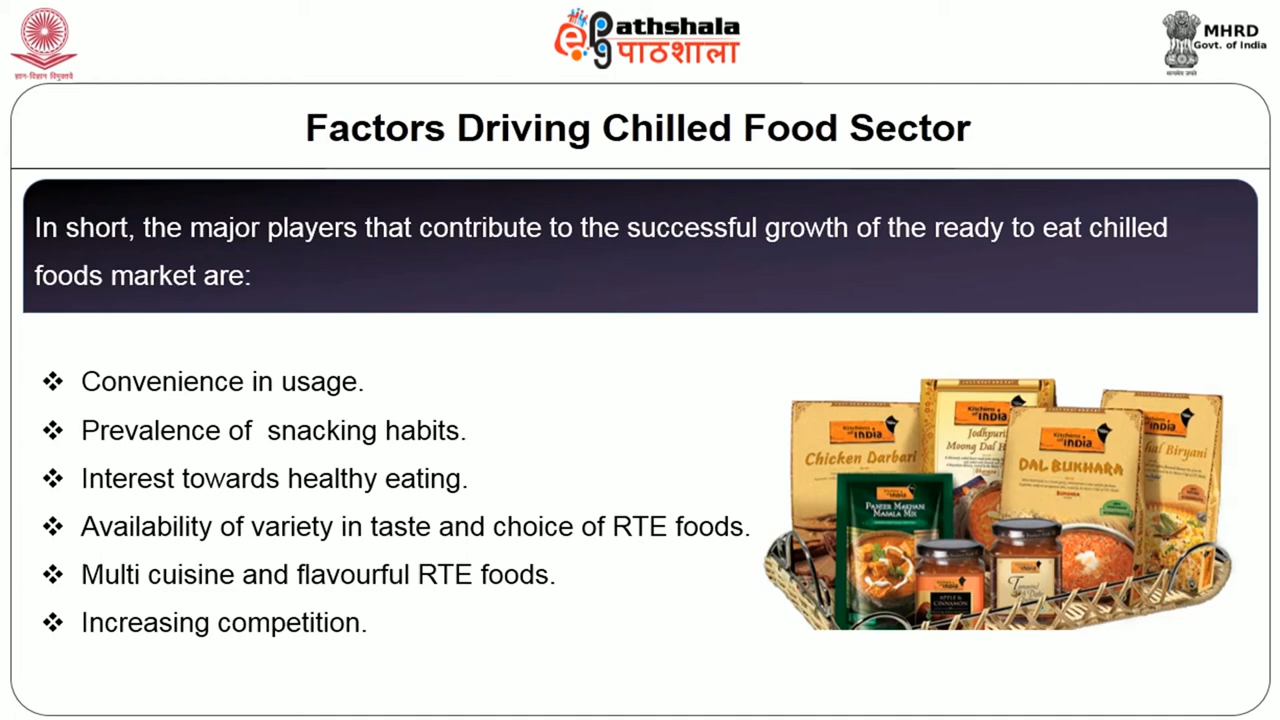 ज्ञान-विज्ञान विमुक्तये
ePathshala
पाठशाला
सत्यमेव जयते
MHRD
Govt. of India
Factors Driving Chilled Food Sector
In short, the major players that contribute to the successful growth of the ready to eat chilled
foods market are:
❖ Convenience in usage.
❖ Prevalence of  snacking habits.
❖ Interest towards healthy eating.
❖ Availability of variety in taste and choice of RTE foods.
❖ Multi cuisine and flavourful RTE foods.
❖ Increasing competition.
Kitchens of INDIA
Chicken Darbari
Kitchens of INDIA
Jodhpuri
Moong Dal
Kitchens of INDIA
DAL BUKHARA
BUKHARA
Kitchens of INDIA
Biryani
Kitchens of INDIA
PANEER MAKHANI
MASALA MIX
APPLE &
CINNAMON